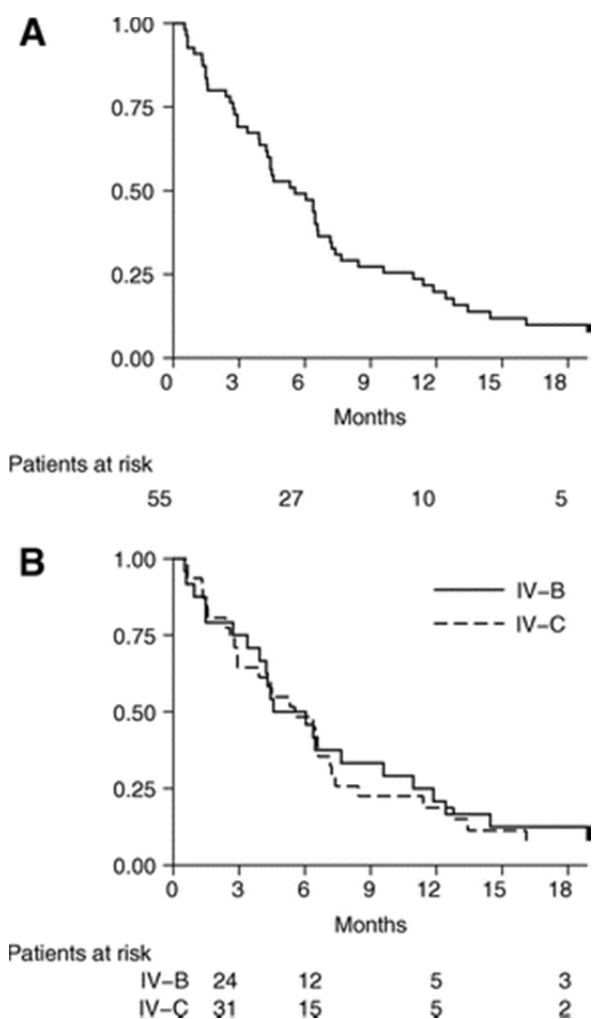 A
1.00
0.75
0.50
0.25
0.00
0 3 6 9 12 15 18
Months
Patients at risk
55 27 10 5
B
1.00
IV-B
IV-C
0.75
0.50
0.25
0.00
0 3 6 9 12 15 18
Months
Patients at risk
IV-B 24 12 5 3
IV-C 31 15 5 2